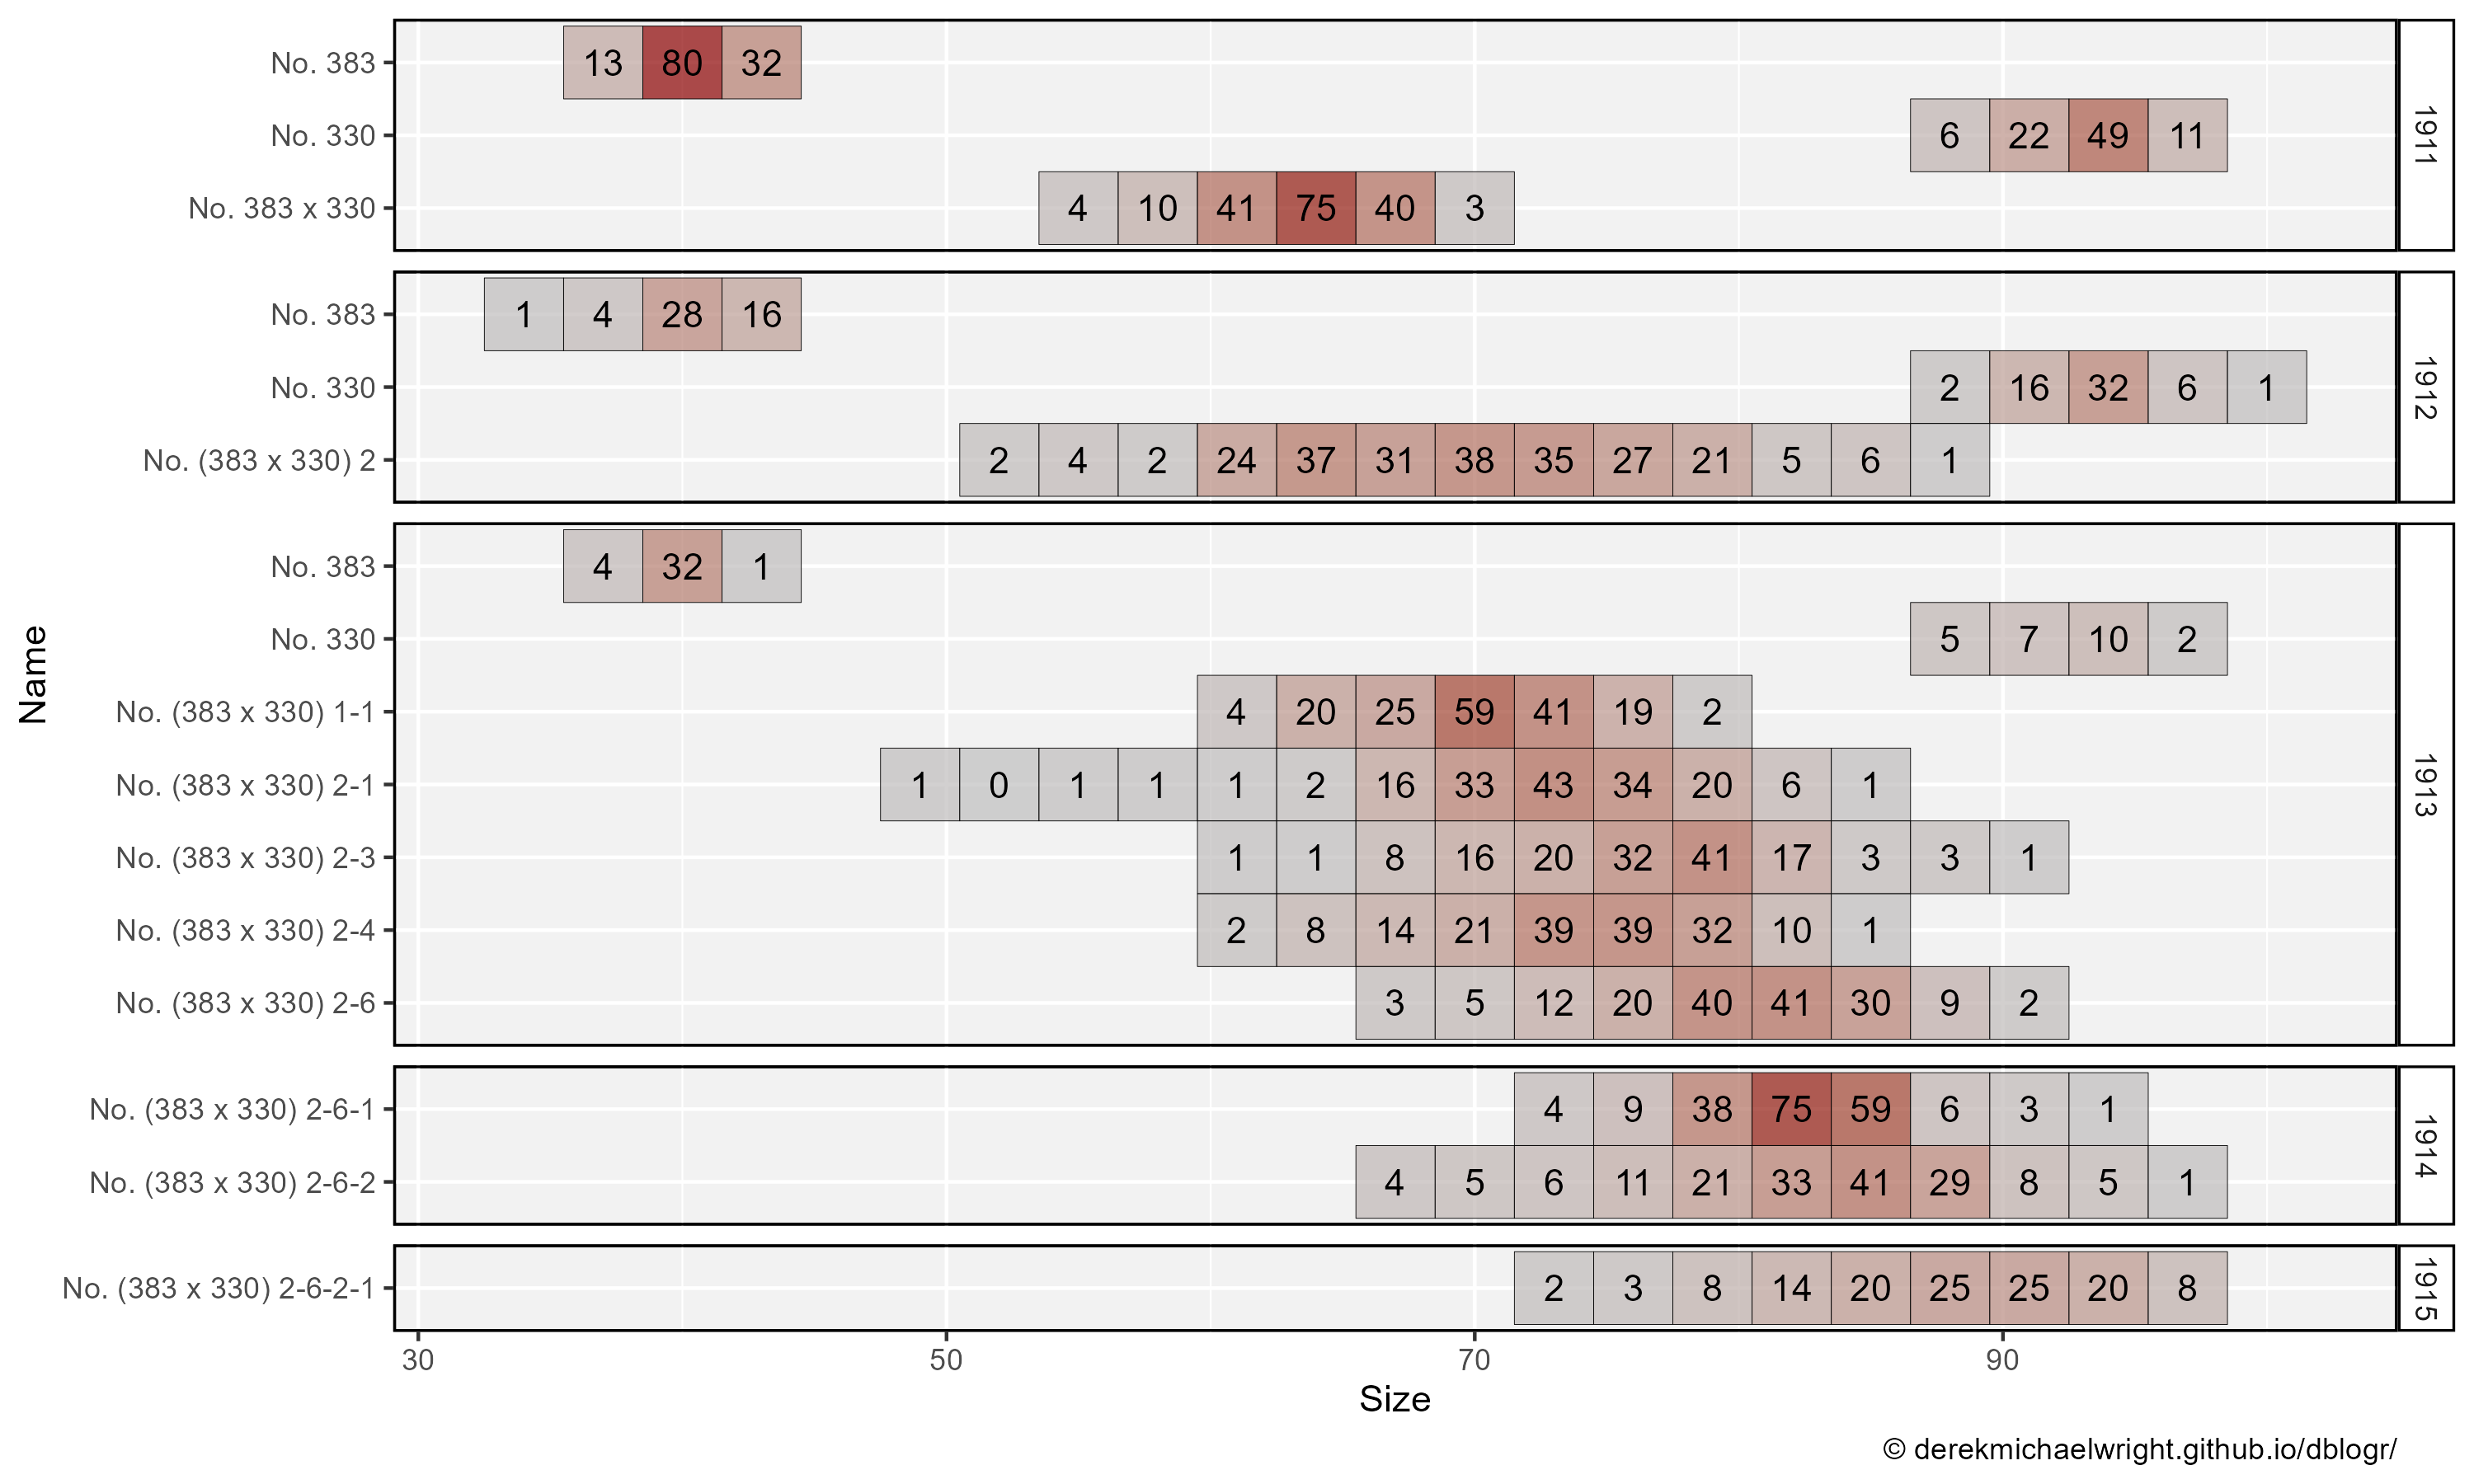 No. 383 13 80 32
No. 330 6 22 49 11
No. 383 x 330 4 10 41 75 40 3
1911
No. 383 1 4 28 16
No. 330 2 16 32 6 1
No. (383 x 330) 2 2 4 2 24 37 31 38 35 27 21 5 6 1
1912
No. 383 4 32 1
No. 330 5 7 10 2
No. (383 x 330) 1-1 4 20 25 59 41 19 2
No. (383 x 330) 2-1 1 0 1 1 1 2 16 33 43 34 20 6 1
No. (383 x 330) 2-3 1 1 8 16 20 32 41 17 3 3 1
No. (383 x 330) 2-4 2 8 14 21 39 39 32 10 1
No. (383 x 330) 2-6 3 5 12 20 40 41 30 9 2
1913
No. (383 x 330) 2-6-1 4 9 38 75 59 6 3 1
No. (383 x 330) 2-6-2 4 5 6 11 21 33 41 29 8 5 1
1914
No. (383 x 330) 2-6-2-1 2 3 8 14 20 25 25 20 8
1915
Name
30 50 70 90
Size
© derekmichaelwright.github.io/dblogr/